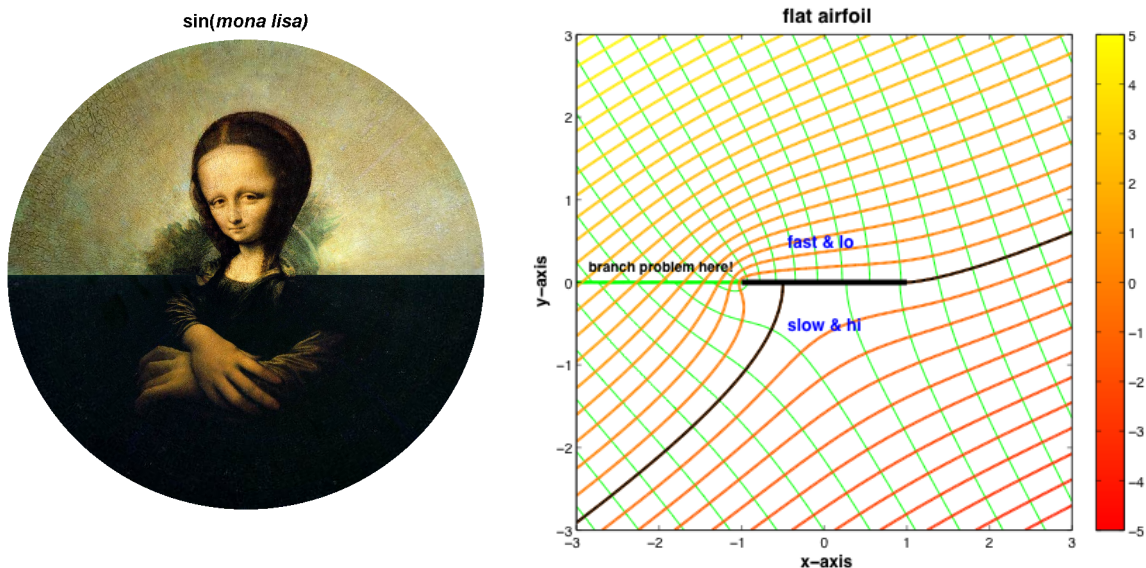 sin(mona lisa)
flat airfoil
3
2
1
0
−1
−2
−3
y−axis
−3 −2 −1 0 1 2 3
x−axis
fast & lo
branch problem here!
slow & hi
5
4
3
2
1
0
−1
−2
−3
−4
−5